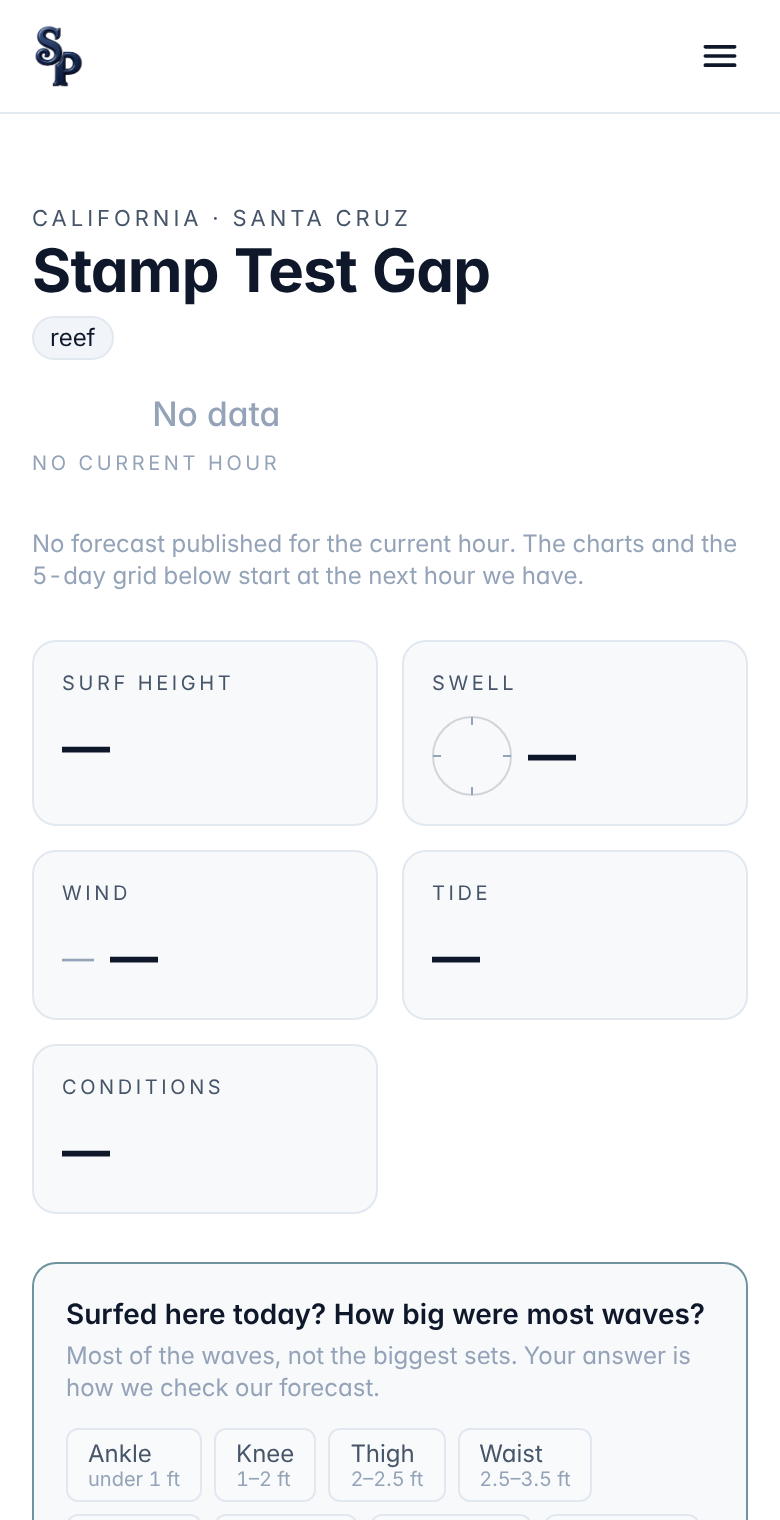 SP
CALIFORNIA · SANTA CRUZ
Stamp Test Gap
reef
No data
NO CURRENT HOUR
No forecast published for the current hour. The charts and the
5-day grid below start at the next hour we have.
SURF HEIGHT
—
SWELL
—
WIND
— —
TIDE
—
CONDITIONS
—
Surfed here today? How big were most waves?
Most of the waves, not the biggest sets. Your answer is
how we check our forecast.
Ankle
under 1 ft
Knee
1–2 ft
Thigh
2–2.5 ft
Waist
2.5–3.5 ft